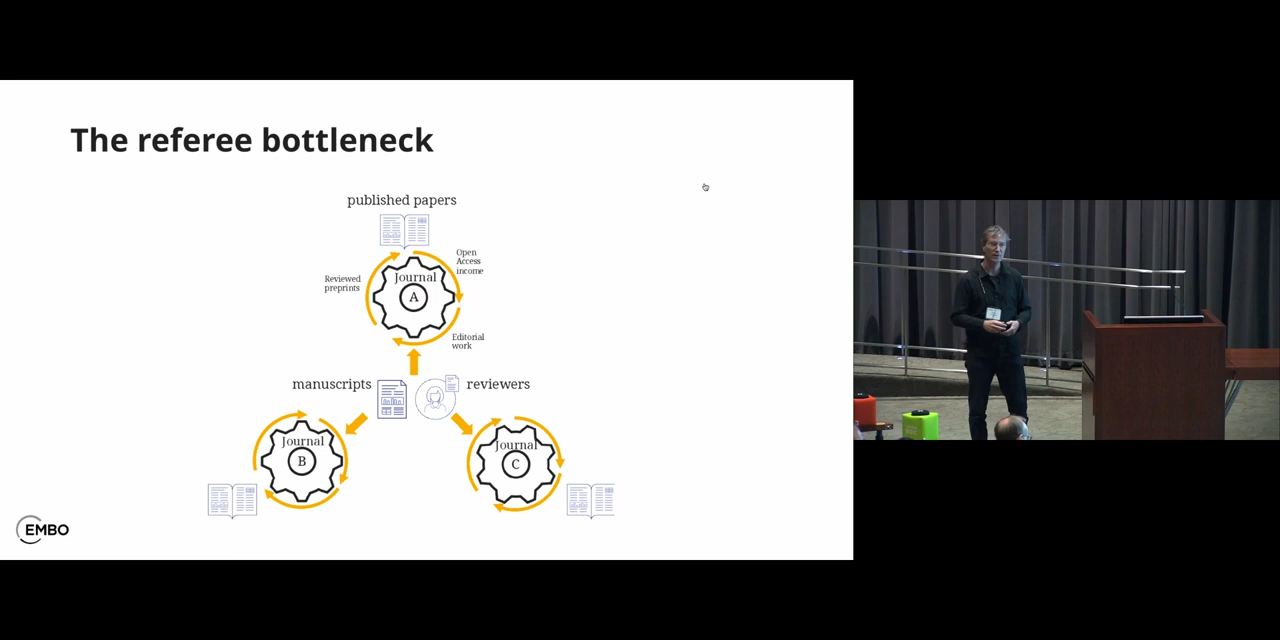 The referee bottleneck
published papers
Open
Access
income
Reviewed
preprints
Journal
A
Editorial
work
manuscripts
reviewers
Journal
B
Journal
C
EMBO